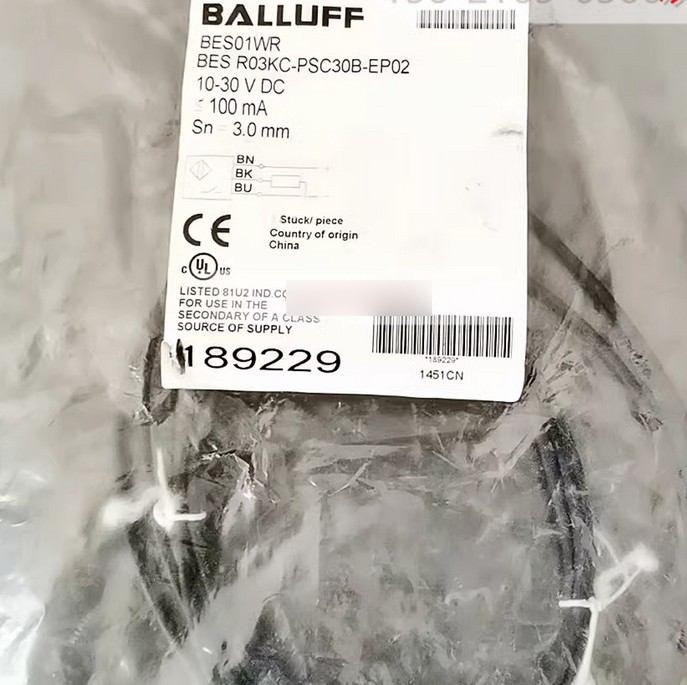 BALLUFF
BES01WR
BES R03KC-PSC30B-EP02
10-30 V DC
≤ 100 mA
Sn = 3.0 mm
BN
BK
BU
CE
Stuck/ piece
Country of origin
China
C UL US
LISTED 81U2 IND.CO
FOR USE IN THE
SECONDARY OF A CLASS
SOURCE OF SUPPLY
189229
*189229*
1451CN